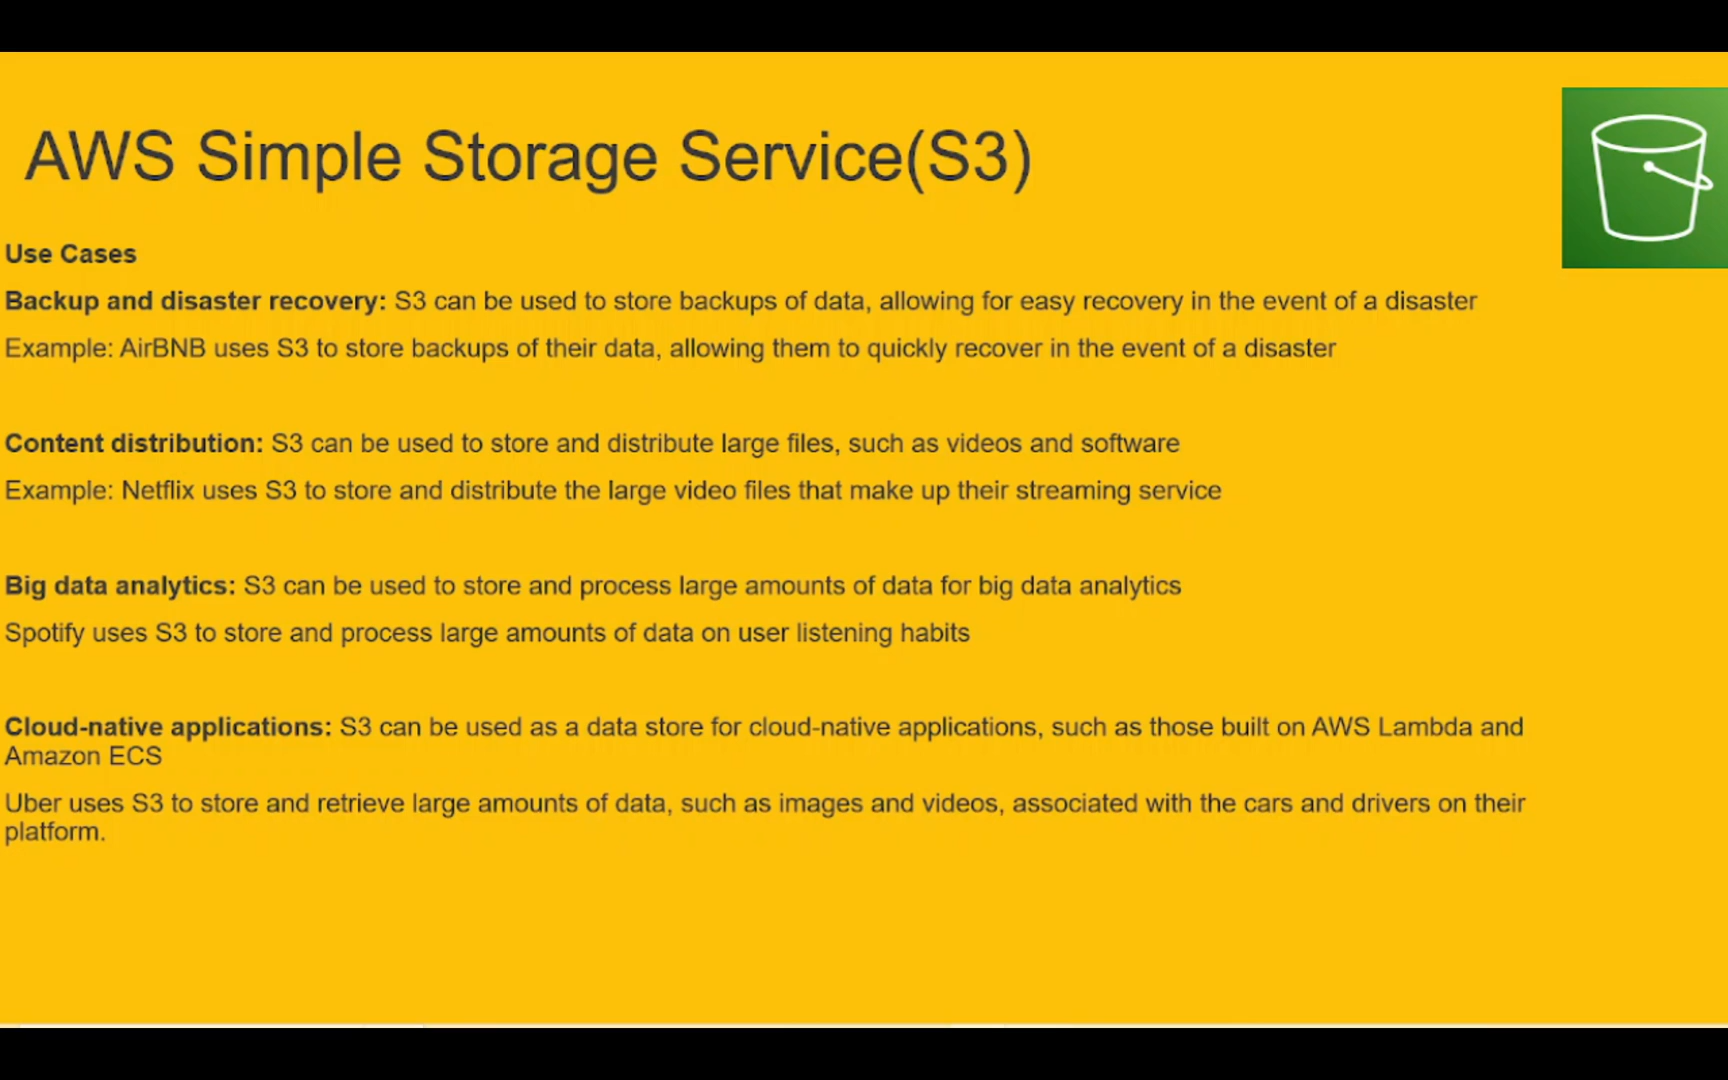 AWS Simple Storage Service(S3)
Use Cases
Backup and disaster recovery: S3 can be used to store backups of data, allowing for easy recovery in the event of a disaster
Example: AirBNB uses S3 to store backups of their data, allowing them to quickly recover in the event of a disaster
Content distribution: S3 can be used to store and distribute large files, such as videos and software
Example: Netflix uses S3 to store and distribute the large video files that make up their streaming service
Big data analytics: S3 can be used to store and process large amounts of data for big data analytics
Spotify uses S3 to store and process large amounts of data on user listening habits
Cloud-native applications: S3 can be used as a data store for cloud-native applications, such as those built on AWS Lambda and
Amazon ECS
Uber uses S3 to store and retrieve large amounts of data, such as images and videos, associated with the cars and drivers on their
platform.